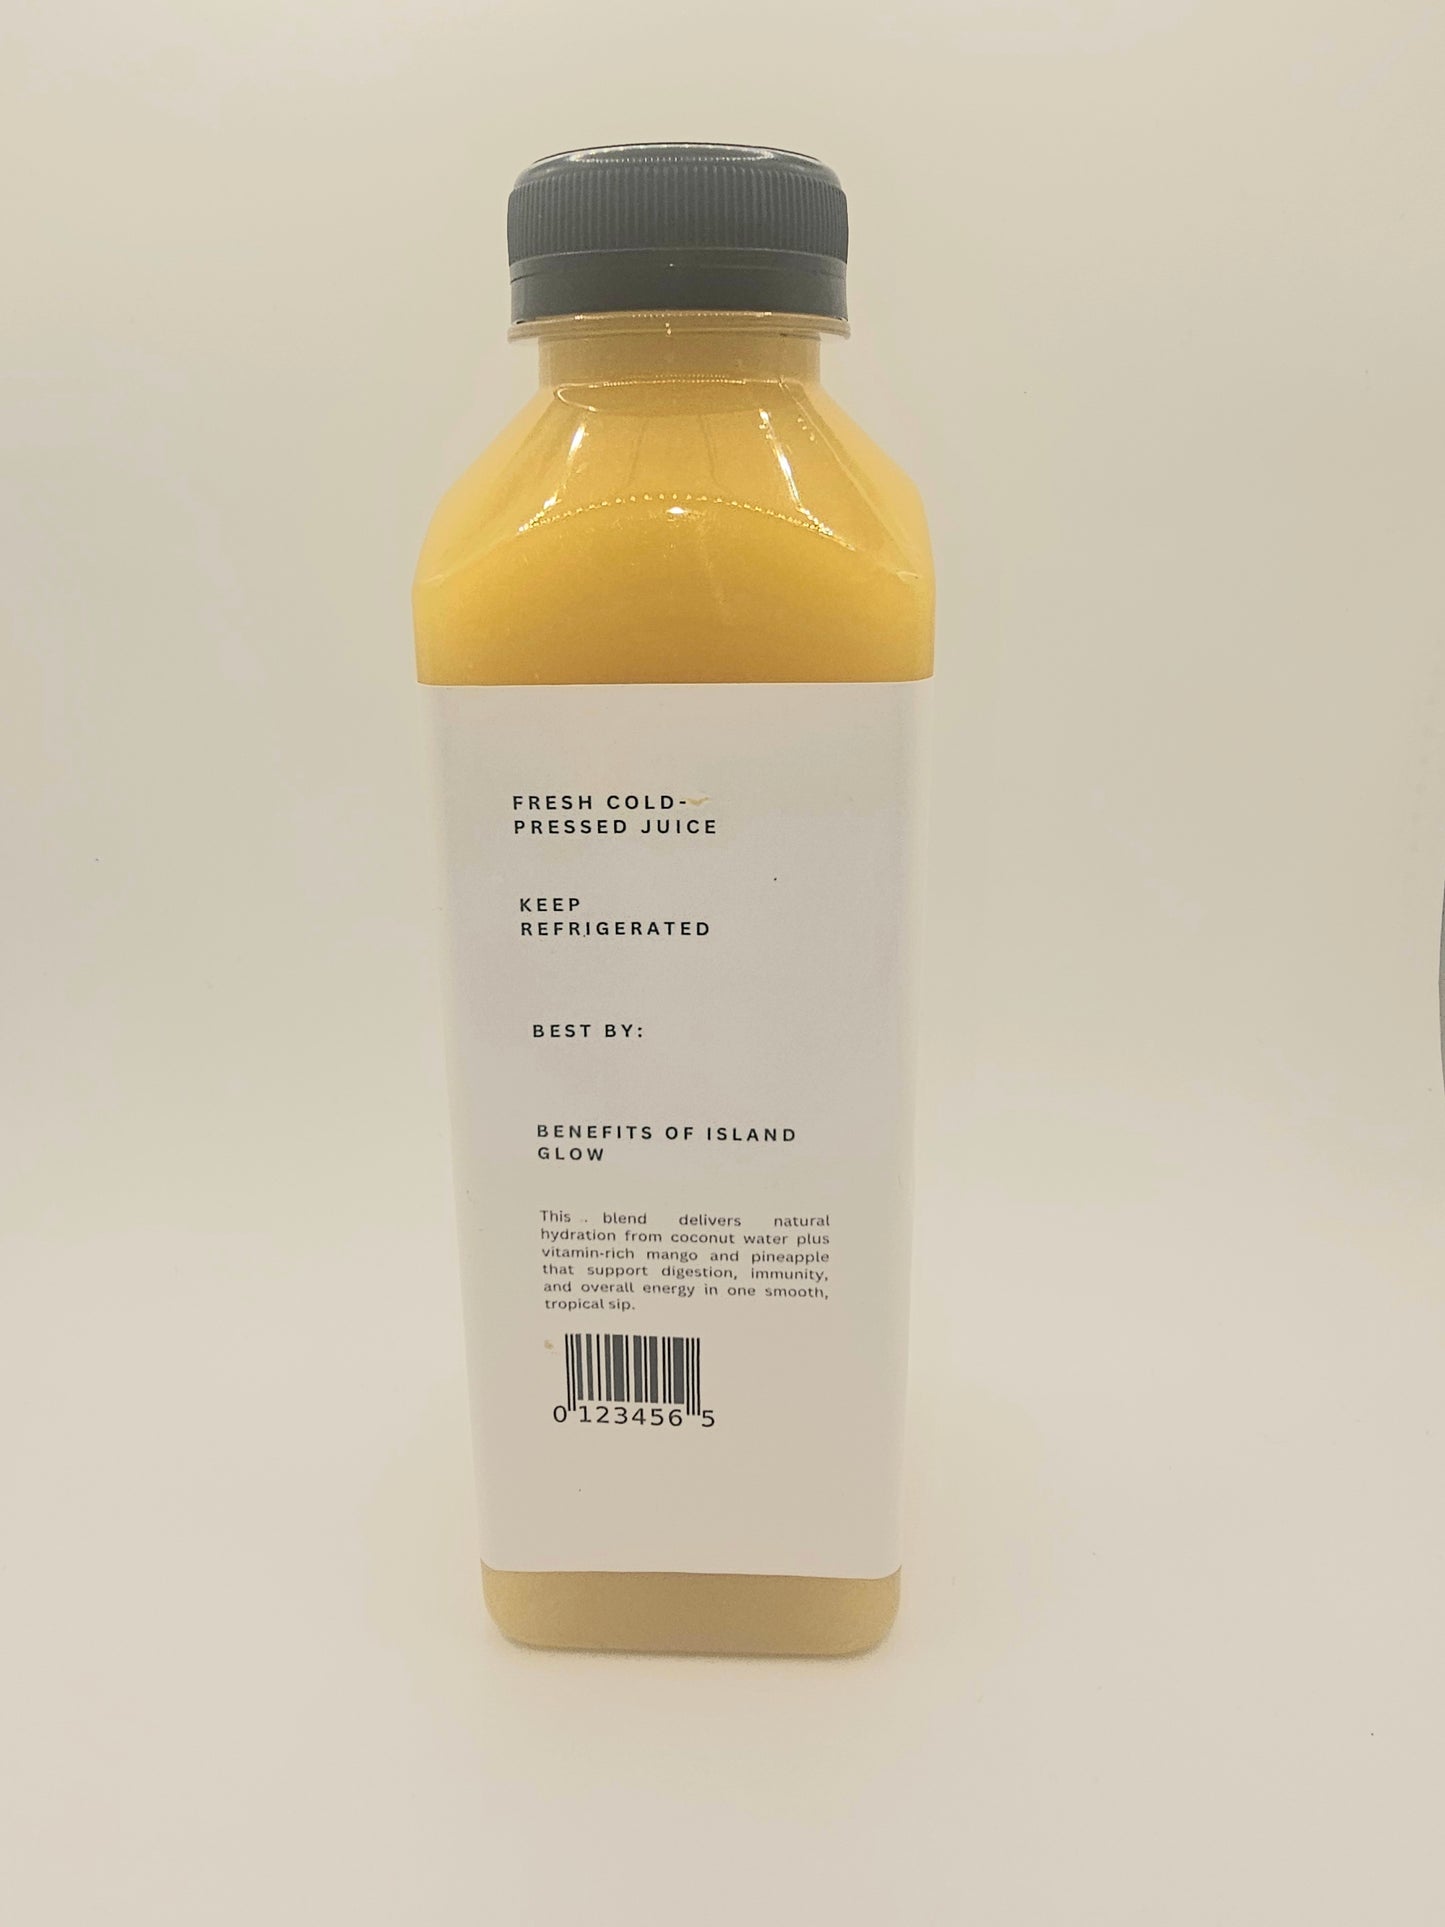 FRESH COLD-
PRESSED JUICE
KEEP
REFRIGERATED
BEST BY:
BENEFITS OF ISLAND
GLOW
This blend delivers natural
hydration from coconut water plus
vitamin-rich mango and pineapple
that support digestion, immunity,
and overall energy in one smooth,
tropical sip.
0 123456 5